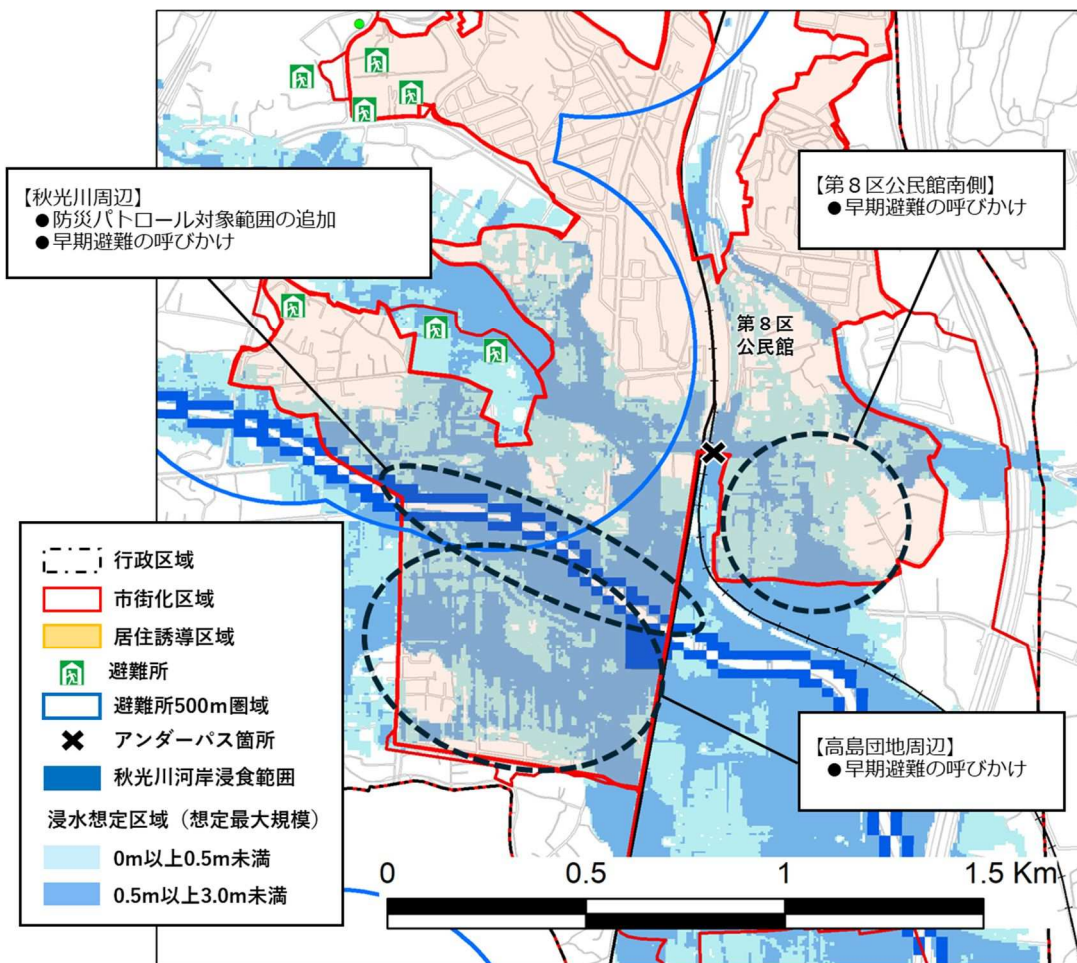 【秋光川周辺】
●防災パトロール対象範囲の追加
●早期避難の呼びかけ
【第８区公民館南側】
●早期避難の呼びかけ
第８区
公民館
行政区域
市街化区域
居住誘導区域
避難所
避難所500m圏域
アンダーパス箇所
秋光川河岸浸食範囲
浸水想定区域（想定最大規模）
0m以上0.5m未満
0.5m以上3.0m未満
【高島団地周辺】
●早期避難の呼びかけ
0 0.5 1 1.5 Km